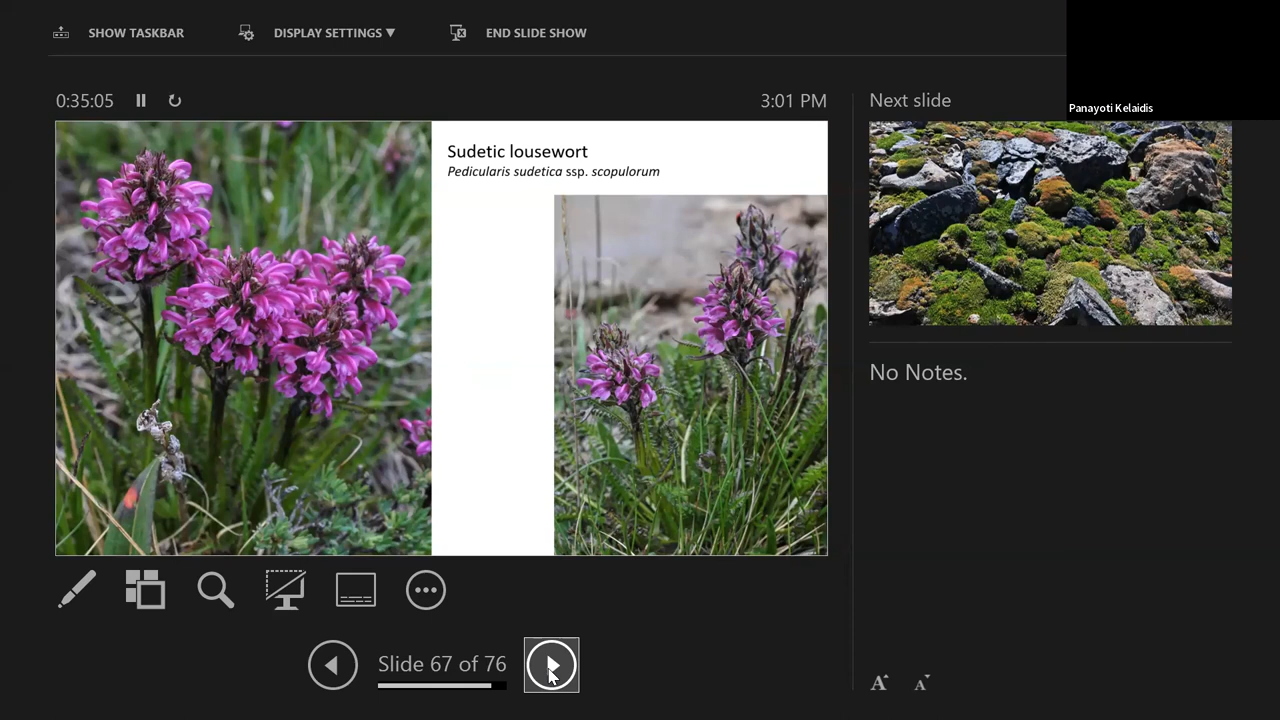 SHOW TASKBAR
DISPLAY SETTINGS ▼
END SLIDE SHOW
0:35:05
3:01 PM
Next slide
Panayoti Kelaidis
Sudetic lousewort
Pedicularis sudetica ssp. scopulorum
No Notes.
Slide 67 of 76
A A